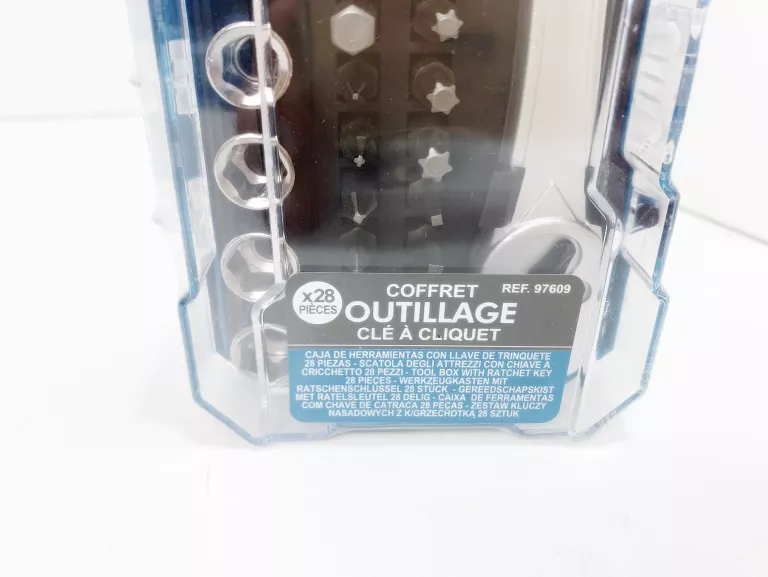 x28
PIÈCES
COFFRET
REF. 97609
OUTILLAGE
CLÉ À CLIQUET
CAJA DE HERRAMIENTAS CON LLAVE DE TRINQUETE
28 PIEZAS - SCATOLA DEGLI ATTREZZI CON CHIAVE A
CRICCHETTO 28 PEZZI - TOOL BOX WITH RATCHET KEY
28 PIECES - WERKZEUGKASTEN MIT
RATSCHENSCHLÜSSEL 28 STÜCK - GEREEDSCHAPSKIST
MET RATELSLEUTEL 28 DELIG - CAIXA DE FERRAMENTAS
COM CHAVE DE CATRACA 28 PEÇAS - ZESTAW KLUCZY
NASADOWYCH Z K/GRZECHOTKĄ 28 SZTUK